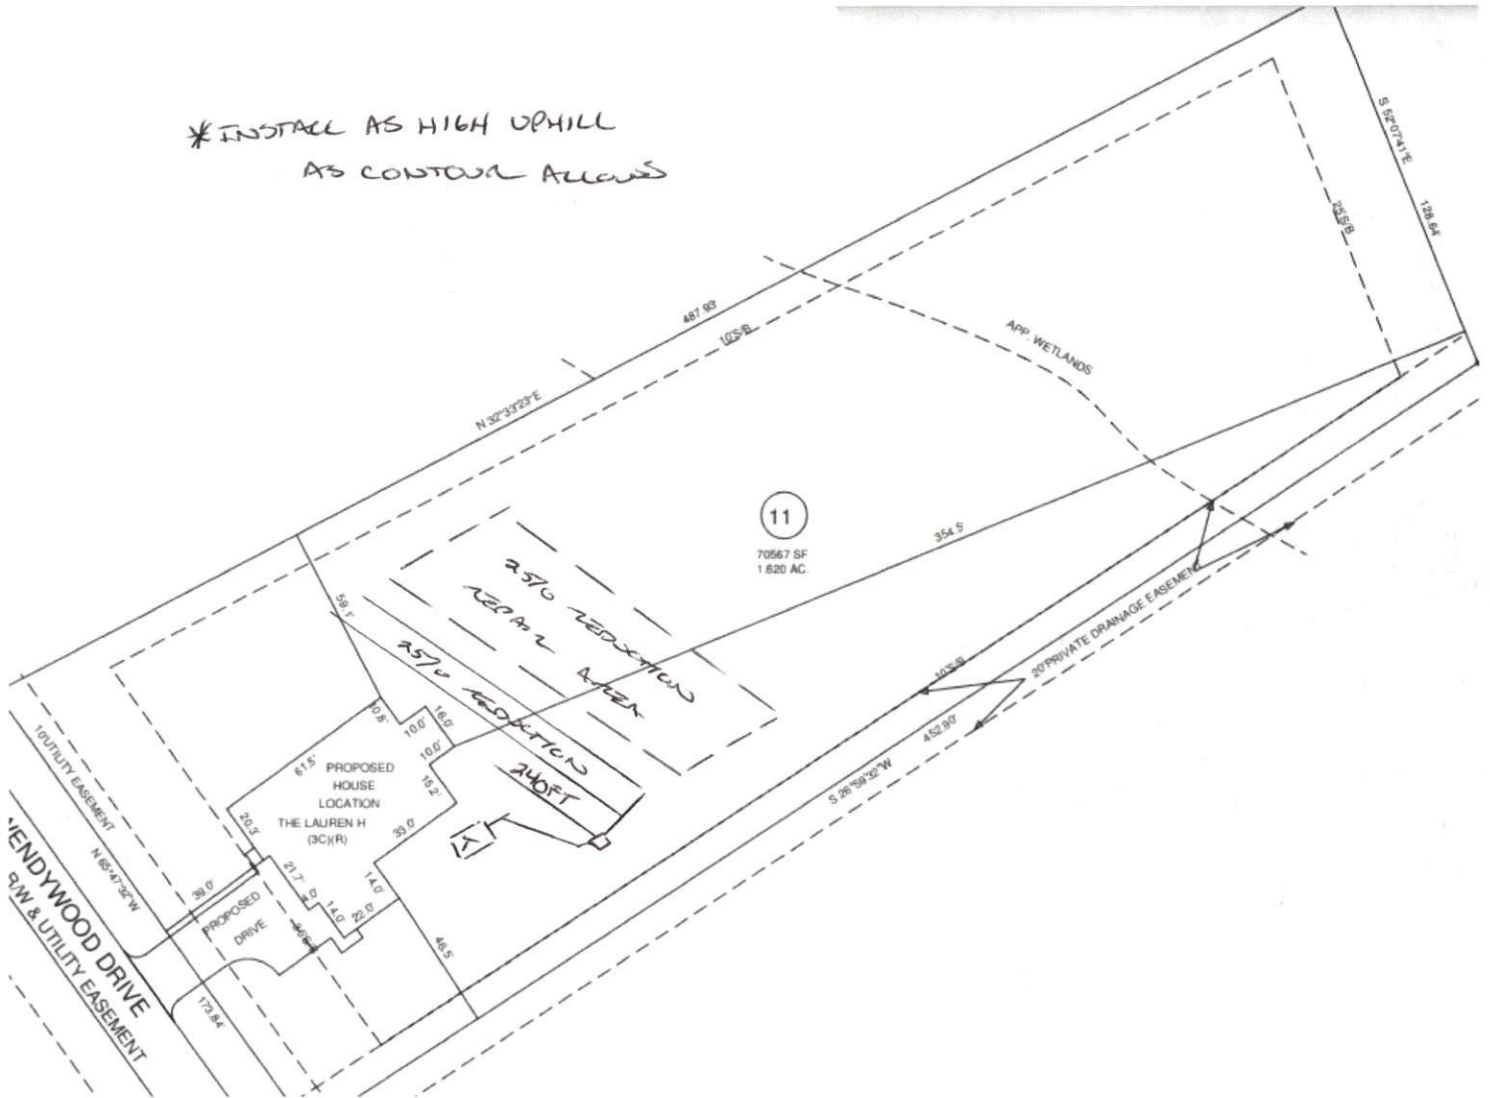 *INSTALL AS HIGH UPHILL
AS CONTOUR ALLOWS
S 52°07'41"E
128.64'
25'S/B
487.93'
10'S/B
N 32°33'23"E
APP. WETLANDS
11
70567 SF
1.620 AC.
354.5'
59.1'
25% REDUCTION
REPAIR
AREA
25% REDUCTION
240FT
10'S/B
20'PRIVATE DRAINAGE EASEMENT
452.90'
S 26°59'32"W
10.0'
16.0'
10.0'
15.2'
61.5'
PROPOSED
HOUSE
LOCATION
THE LAUREN H
(3C)(R)
33.0'
20.3'
21.7'
4.0'
14.0'
22.0'
14.0'
46.5'
39.0'
PROPOSED
DRIVE
10'UTILITY EASEMENT
N 65°47'32"W
173.84'
WENDYWOOD DRIVE
R/W & UTILITY EASEMENT